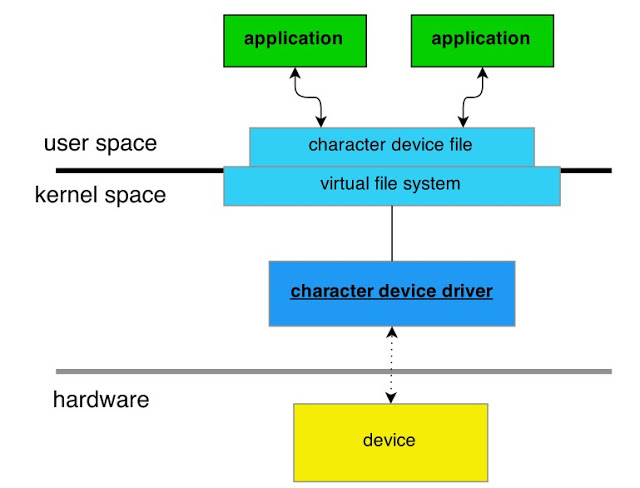 application
application
user space
character device file
kernel space
virtual file system
character device driver
hardware
device